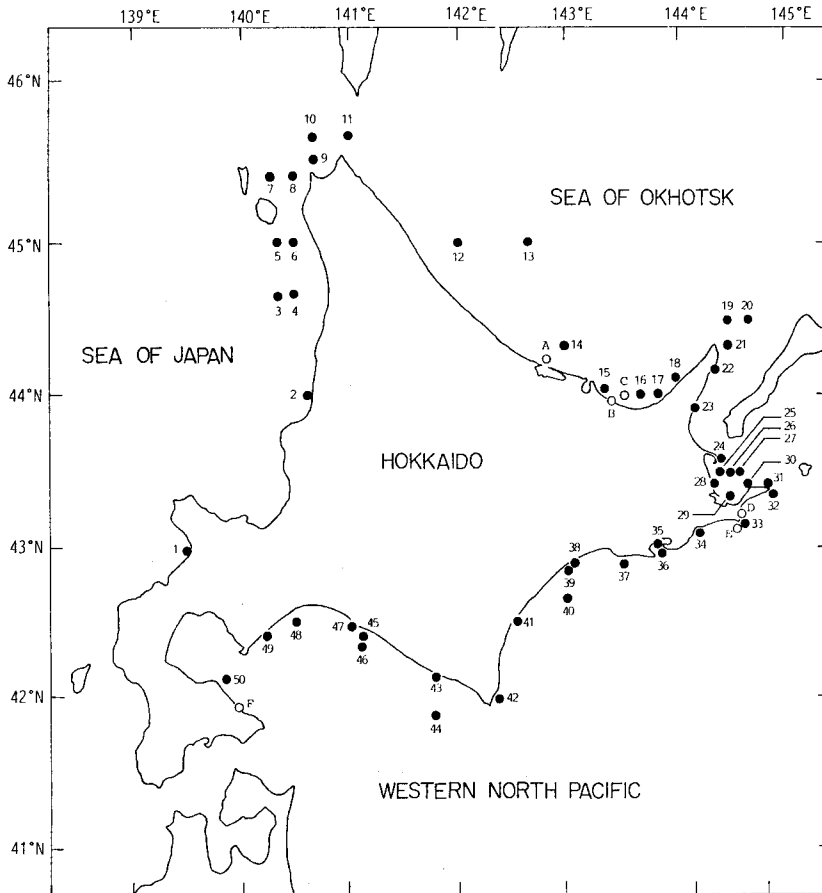 139°E 140°E 141°E 142°E 143°E 144°E 145°E
46°N
10 11
9
7 8
SEA OF OKHOTSK
45°N
5 6
12 13
3 4
19 20
SEA OF JAPAN
A 14
21
15 C 16 17 18
22
44°N
2
B
23
25
26
24
27
HOKKAIDO
28
30
31
29
D
32
43°N
1
35
38
E 33
34
39
36
37
40
47 45
41
49 48
46
50
43
42°N
F
42
44
WESTERN NORTH PACIFIC
41°N